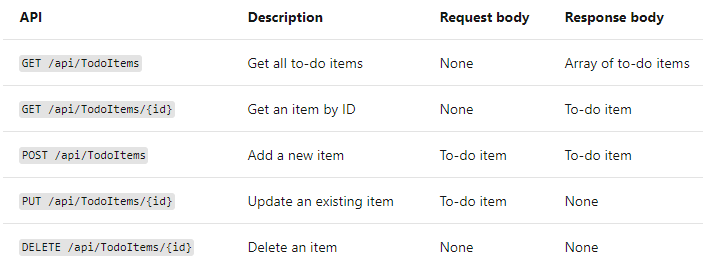 API Description Request body Response body
GET /api/TodoItems Get all to-do items None Array of to-do items
GET /api/TodoItems/{id} Get an item by ID None To-do item
POST /api/TodoItems Add a new item To-do item To-do item
PUT /api/TodoItems/{id} Update an existing item To-do item None
DELETE /api/TodoItems/{id} Delete an item None None